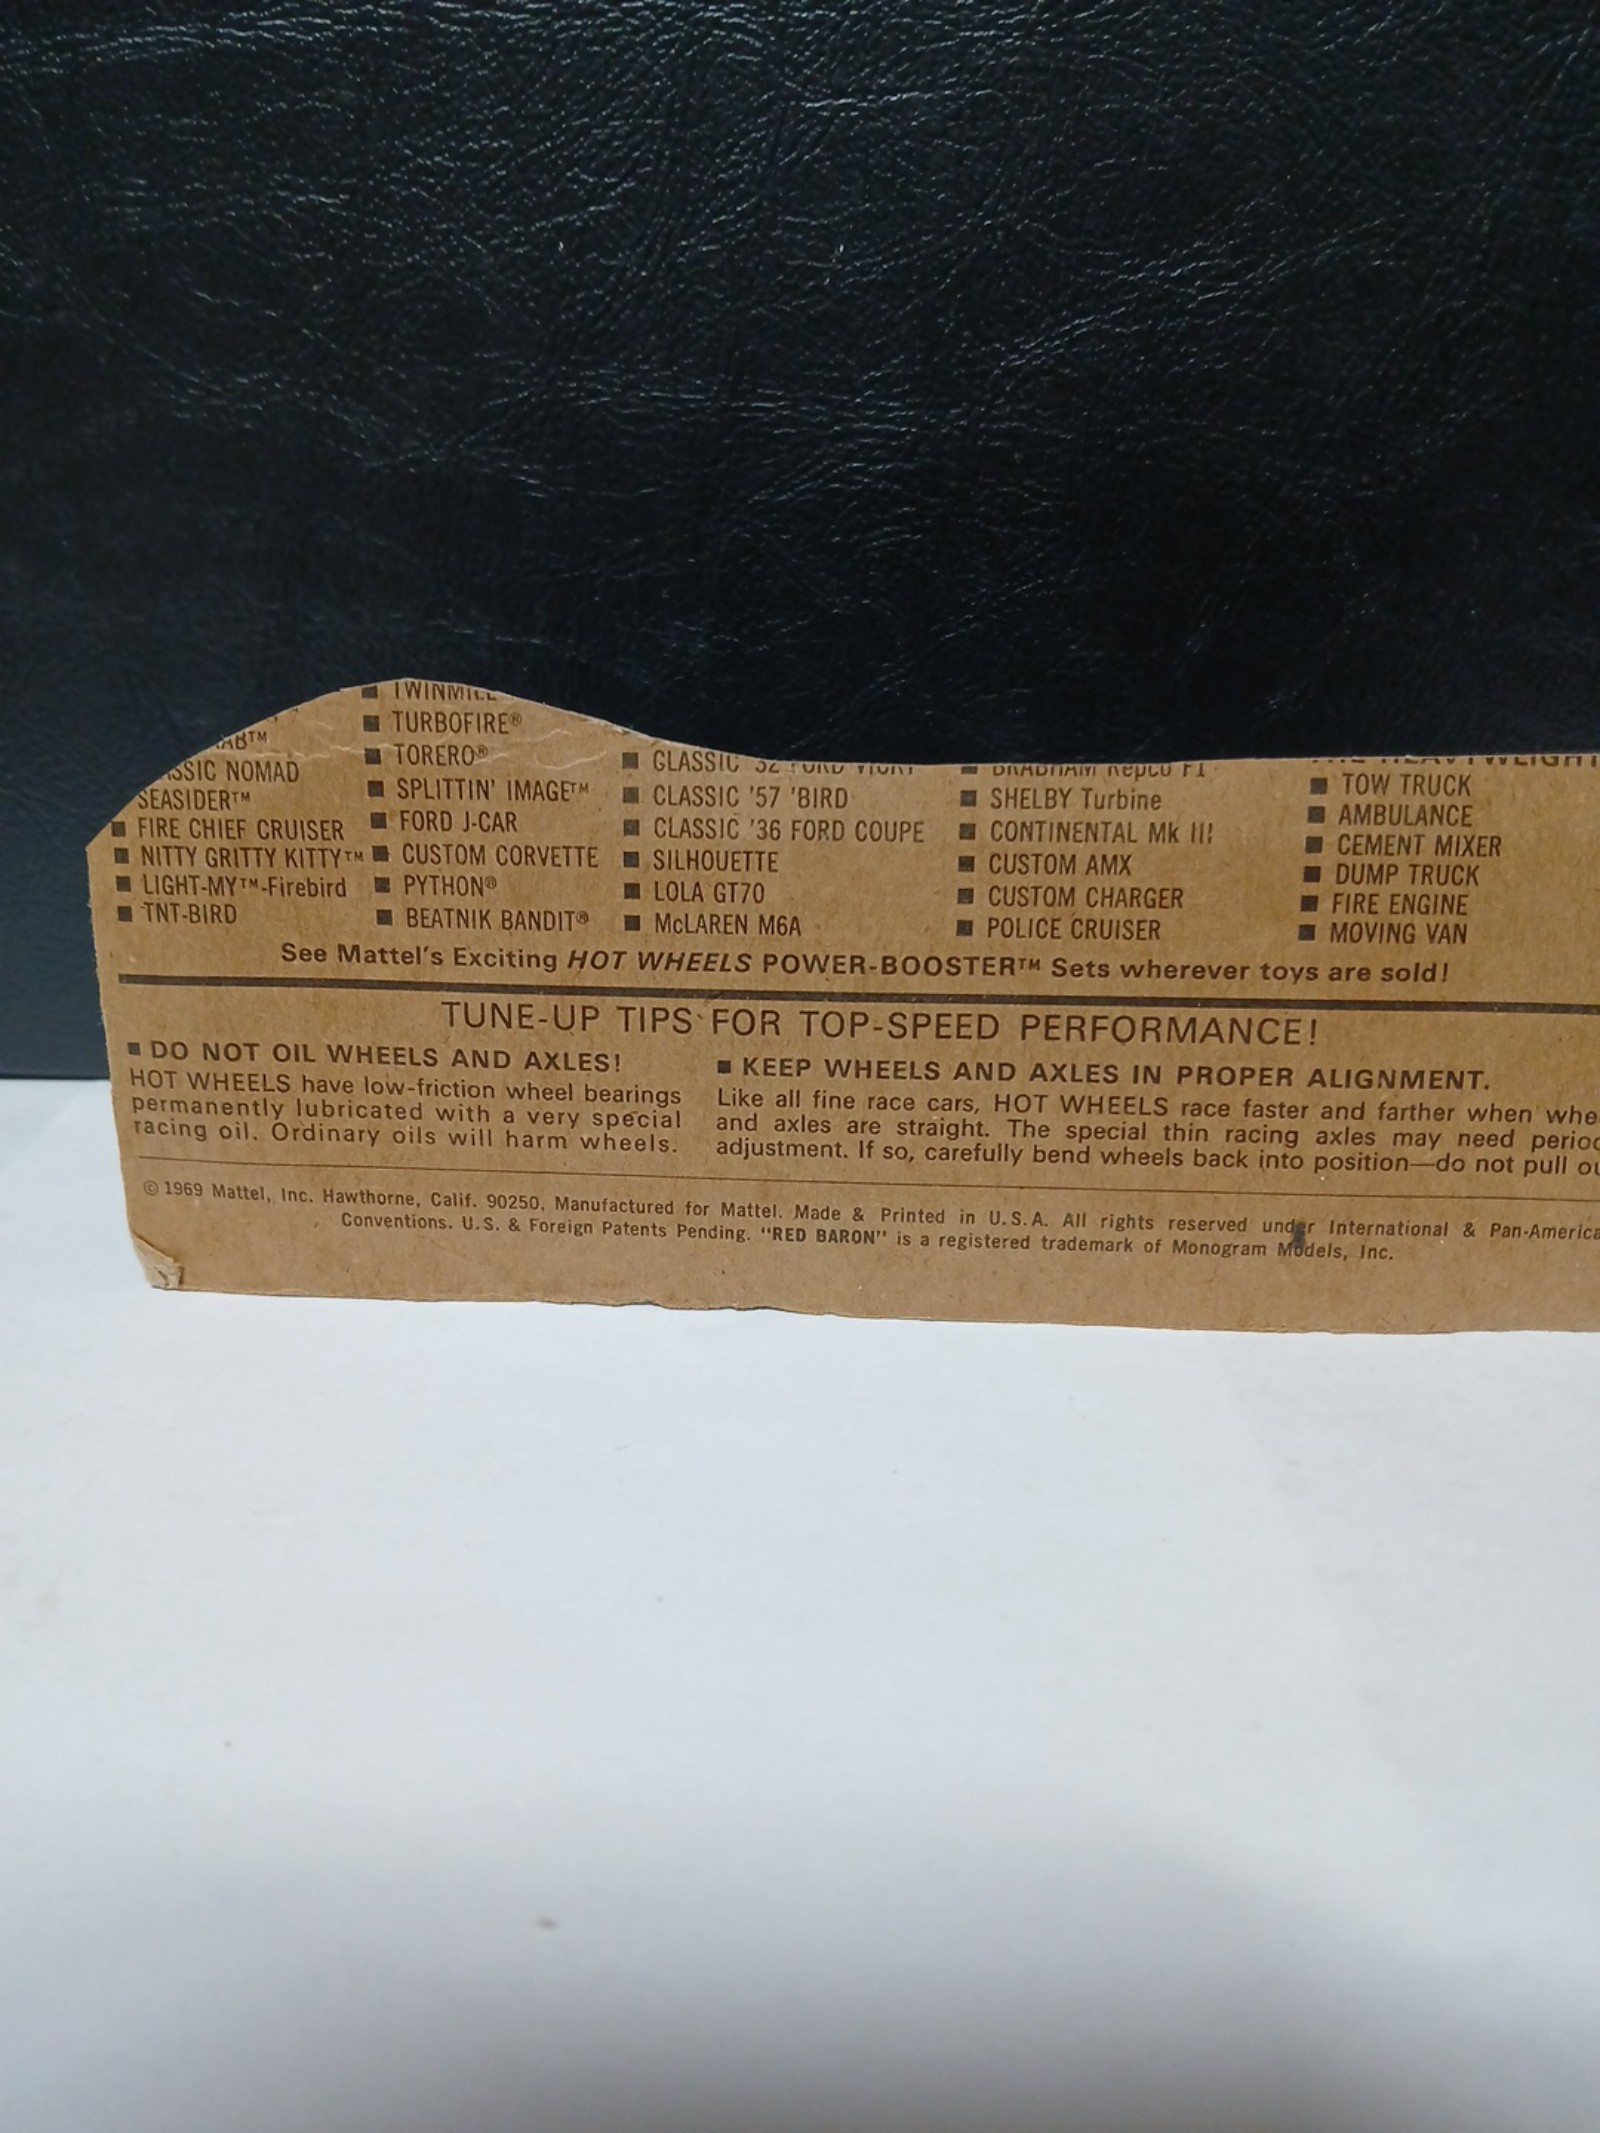 TURBOFIRE®
TORERO®
SPLITTIN' IMAGE™
FORD J-CAR
CUSTOM CORVETTE
PYTHON®
BEATNIK BANDIT®
NOMAD
SEASIDER™
FIRE CHIEF CRUISER
NITTY GRITTY KITTY™
LIGHT-MY™-Firebird
TNT-BIRD
CLASSIC '57 'BIRD
CLASSIC '36 FORD COUPE
SILHOUETTE
LOLA GT70
McLAREN M6A
SHELBY Turbine
CONTINENTAL Mk III
CUSTOM AMX
CUSTOM CHARGER
POLICE CRUISER
TOW TRUCK
AMBULANCE
CEMENT MIXER
DUMP TRUCK
FIRE ENGINE
MOVING VAN
See Mattel's Exciting HOT WHEELS POWER-BOOSTER™ Sets wherever toys are sold!
TUNE-UP TIPS FOR TOP-SPEED PERFORMANCE!
DO NOT OIL WHEELS AND AXLES!
HOT WHEELS have low-friction wheel bearings
permanently lubricated with a very special
racing oil. Ordinary oils will harm wheels.
KEEP WHEELS AND AXLES IN PROPER ALIGNMENT.
Like all fine race cars, HOT WHEELS race faster and farther when
and axles are straight. The special thin racing axles may need
adjustment. If so, carefully bend wheels back into position—do not pull
© 1969 Mattel, Inc. Hawthorne, Calif. 90250. Manufactured for Mattel. Made & Printed in U.S.A. All rights reserved under International &
Conventions. U.S. & Foreign Patents Pending. "RED BARON" is a registered trademark of Monogram Models, Inc.